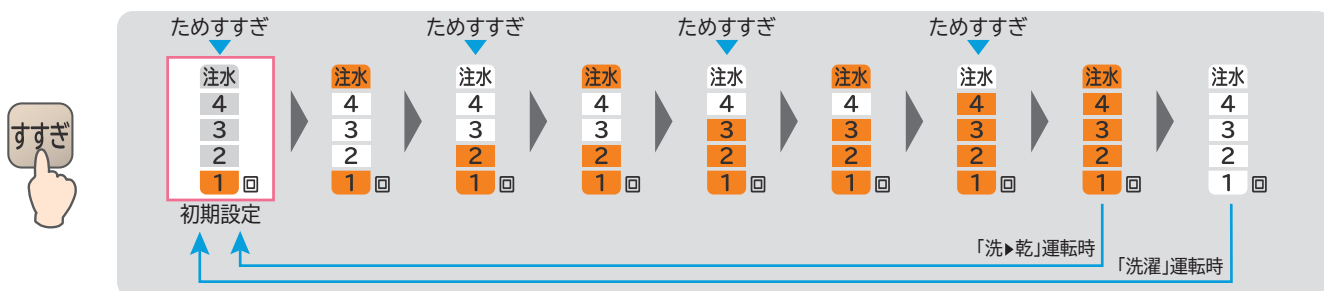 ためすすぎ ためすすぎ ためすすぎ ためすすぎ
注水 注水 注水 注水 注水 注水 注水 注水 注水
4 4 4 4 4 4 4 4 4
3 3 3 3 3 3 3 3 3
2 2 2 2 2 2 2 2 2
1回 1回 1回 1回 1回 1回 1回 1回 1回
すすぎ
初期設定
「洗▶乾」運転時
「洗濯」運転時